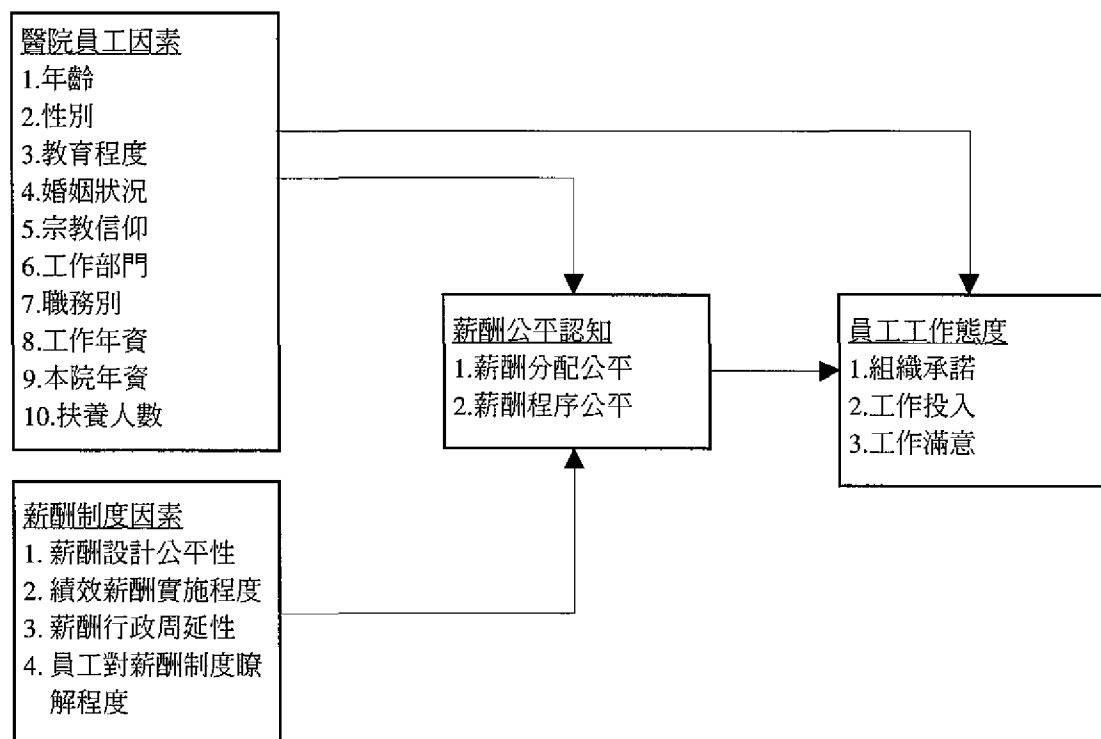 醫院員工因素
1.年齡
2.性別
3.教育程度
4.婚姻狀況
5.宗教信仰
6.工作部門
7.職務別
8.工作年資
9.本院年資
10.扶養人數
薪酬制度因素
1. 薪酬設計公平性
2. 績效薪酬實施程度
3. 薪酬行政周延性
4. 員工對薪酬制度瞭
解程度
薪酬公平認知
1.薪酬分配公平
2.薪酬程序公平
員工工作態度
1.組織承諾
2.工作投入
3.工作滿意